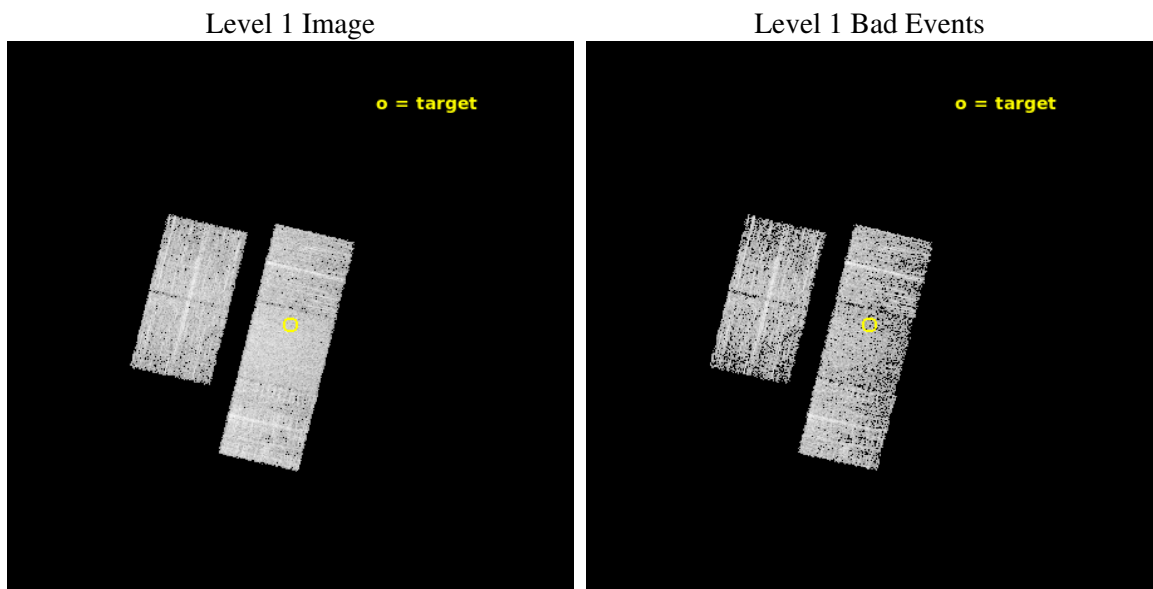 Level 1 Image
Level 1 Bad Events
o = target
o = target